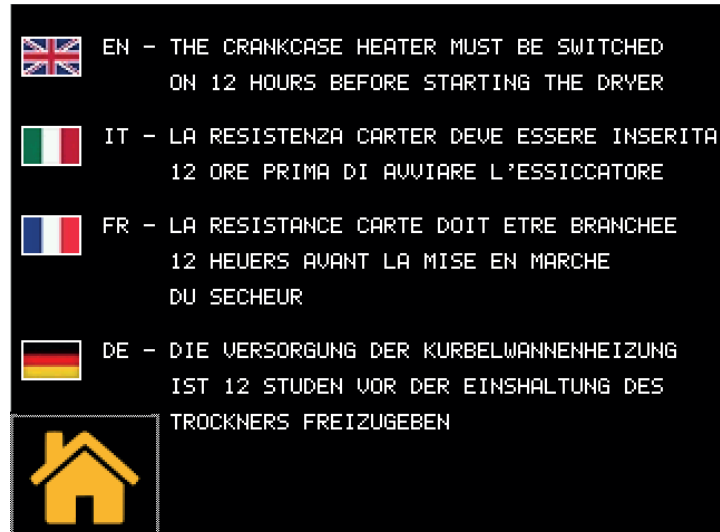 EN - THE CRANKCASE HEATER MUST BE SWITCHED
ON 12 HOURS BEFORE STARTING THE DRYER
IT - LA RESISTENZA CARTER DEVE ESSERE INSERITA
12 ORE PRIMA DI AVVIARE L'ESSICCATORE
FR - LA RESISTANCE CARTE DOIT ETRE BRANCHEE
12 HEUERS AVANT LA MISE EN MARCHE
DU SECHEUR
DE - DIE VERSORGUNG DER KURBELWANNENHEIZUNG
IST 12 STUDEN VOR DER EINSHALTUNG DES
TROCKNERS FREIZUGEBEN